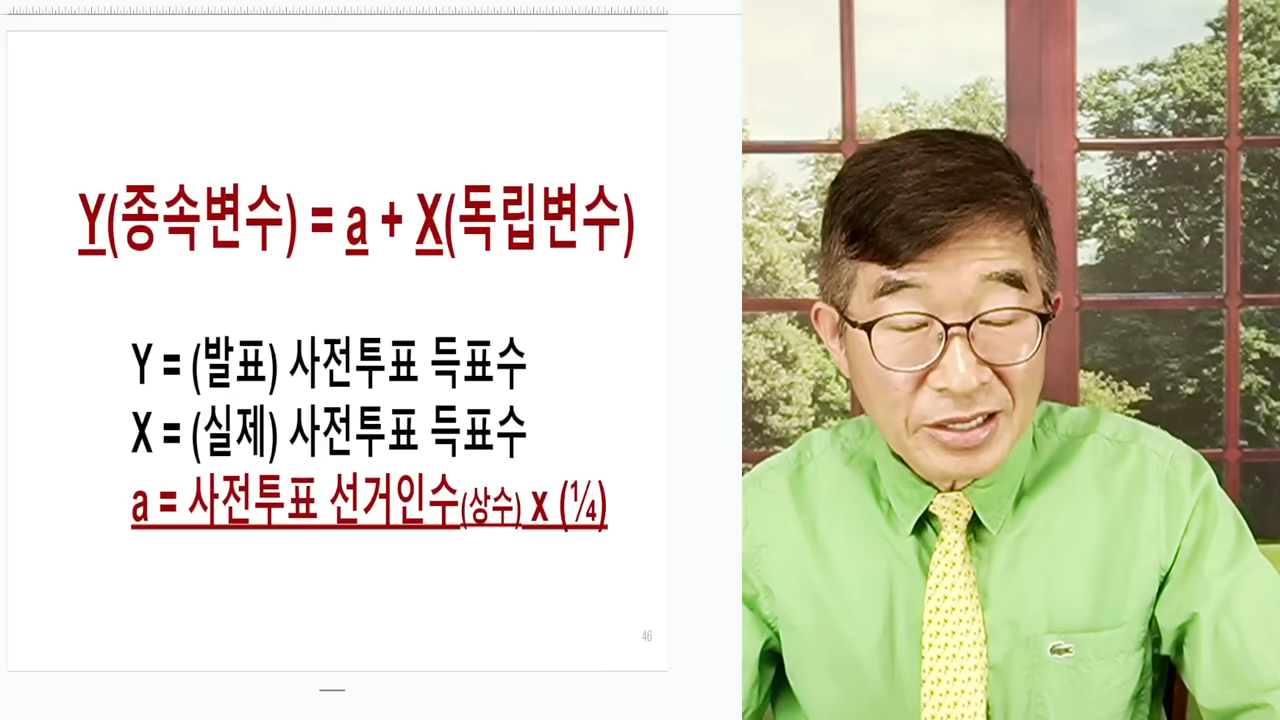 Y(종속변수) = a + X(독립변수)
Y = (발표) 사전투표 득표수
X = (실제) 사전투표 득표수
a = 사전투표 선거인수(상수) x (¼)
46